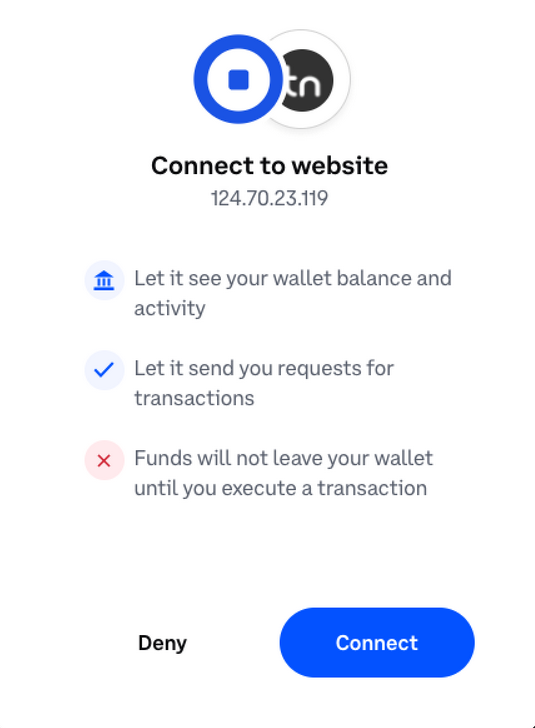 tn
Connect to website
124.70.23.119
Let it see your wallet balance and
activity
Let it send you requests for
transactions
Funds will not leave your wallet
until you execute a transaction
Deny
Connect